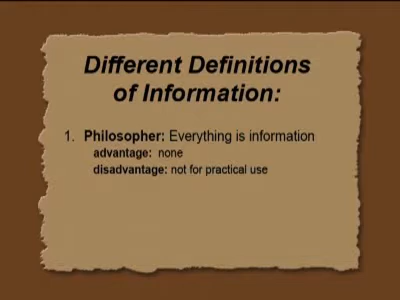 Different Definitions
of Information:
1. Philosopher: Everything is information
advantage: none
disadvantage: not for practical use